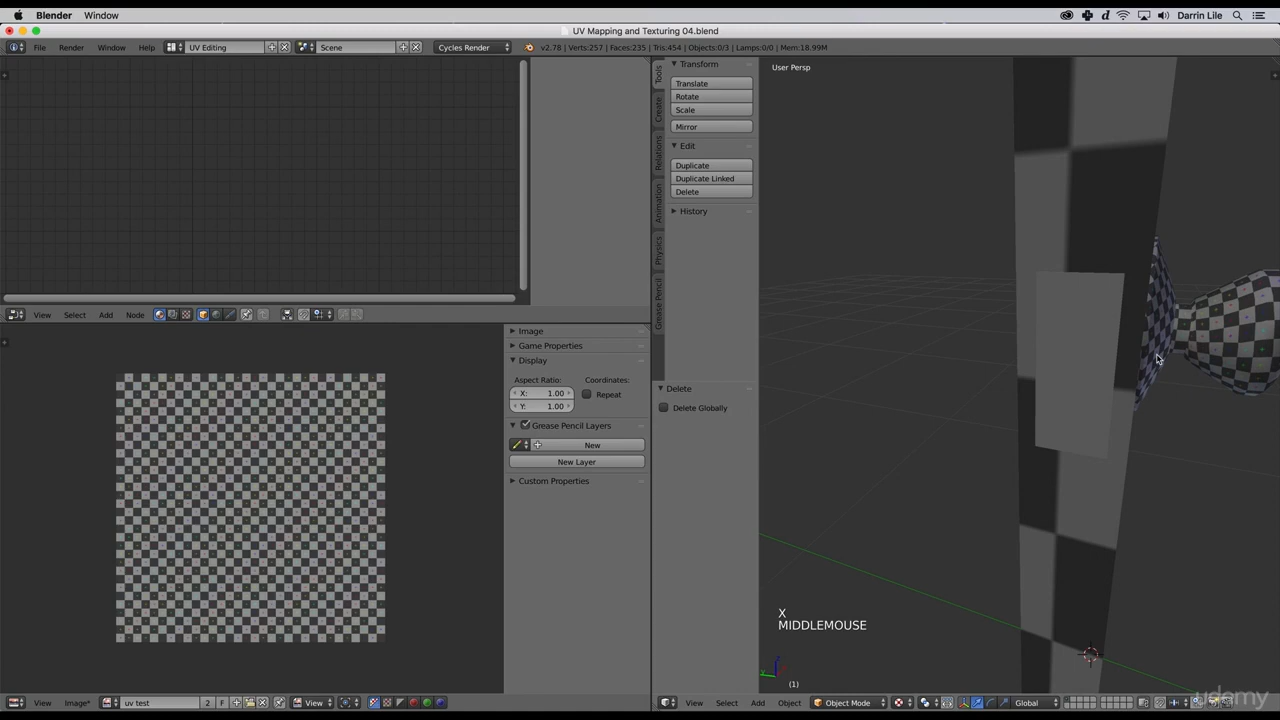 Blender Window Darrin Lile
UV Mapping and Texturing 04.blend
File Render Window Help UV Editing Scene Cycles Render v2.78 | Verts:257 | Faces:235 | Tris:454 | Objects:0/3 | Lamps:0/0 | Mem:18.99M
Tools
Create
Relations
Animation
Physics
Grease Pencil
Transform
Translate
Rotate
Scale
Mirror
Edit
Duplicate
Duplicate Linked
Delete
History
Delete
Delete Globally
User Persp
View Select Add Node
Image
Game Properties
Display
Aspect Ratio: Coordinates:
X: 1.00 Repeat
Y: 1.00
Grease Pencil Layers
New
New Layer
Custom Properties
X
MIDDLEMOUSE
(1)
View Image* uv test 2 F View
View Select Add Object Object Mode Global
udemy